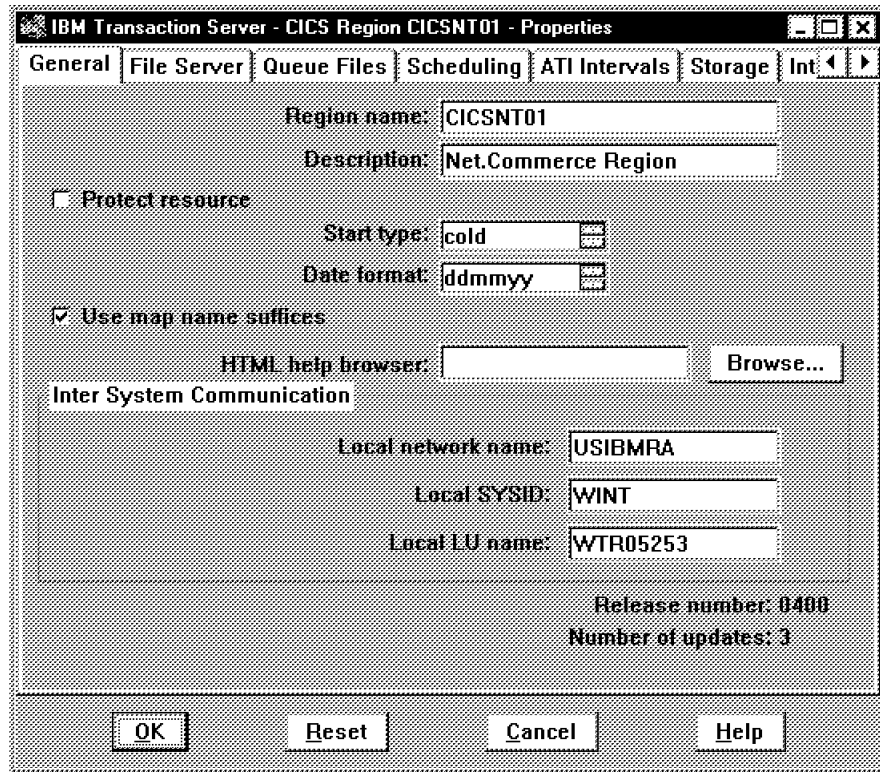 IBM Transaction Server - CICS Region CICSNT01 - Properties
General File Server Queue Files Scheduling ATI Intervals Storage Int
Region name: CICSNT01
Description: Net.Commerce Region
Protect resource
Start type: cold
Date format: ddmmyy
Use map name suffices
HTML help browser: Browse...
Inter System Communication
Local network name: USIBMRA
Local SYSID: WINT
Local LU name: WTR05253
Release number: 0400
Number of updates: 3
OK Reset Cancel Help